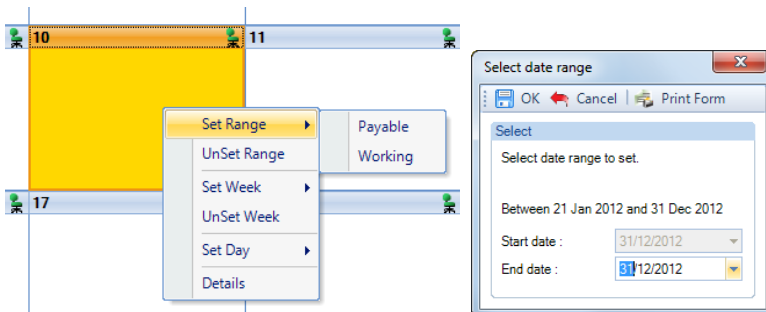 10
11
Set Range
UnSet Range
Set Week
UnSet Week
Set Day
Details
Payable
Working
17
Select date range
OK Cancel Print Form
Select
Select date range to set.
Between 21 Jan 2012 and 31 Dec 2012
Start date : 31/12/2012
End date : 31/12/2012